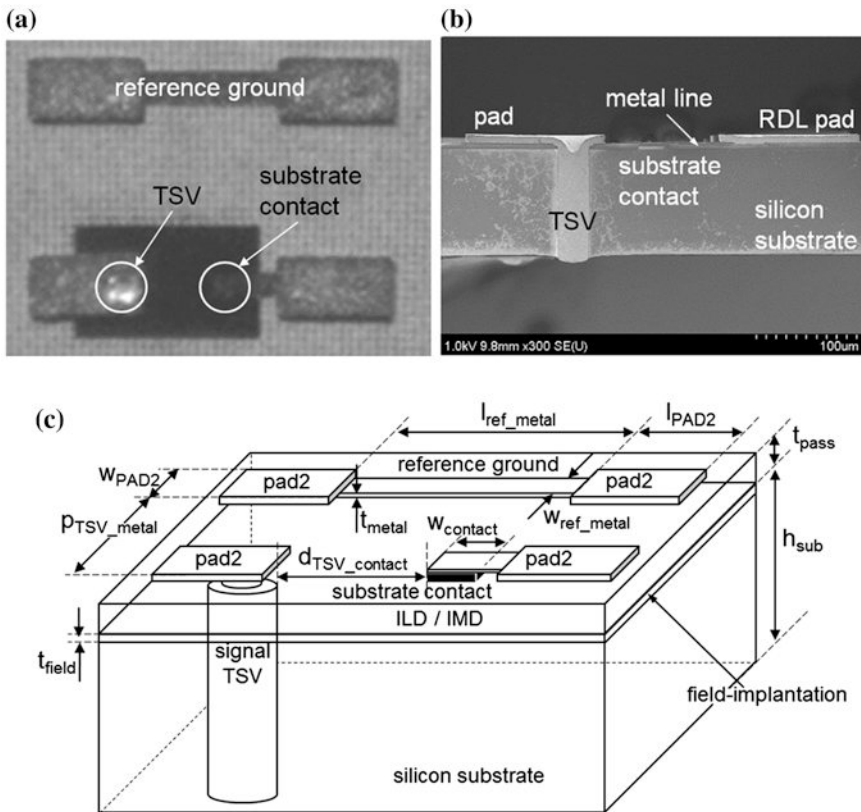 (a)
reference ground
TSV
substrate
contact
(b)
metal line
pad
RDL pad
substrate
contact
TSV
silicon
substrate
1.0kV 9.8mm x300 SE(U)
100um
(c)
l_ref_metal
l_PAD2
t_pass
w_PAD2
reference ground
pad2
pad2
p_TSV_metal
t_metal
w_contact
w_ref_metal
h_sub
pad2
d_TSV_contact
pad2
substrate contact
ILD / IMD
t_field
signal
TSV
field-implantation
silicon substrate